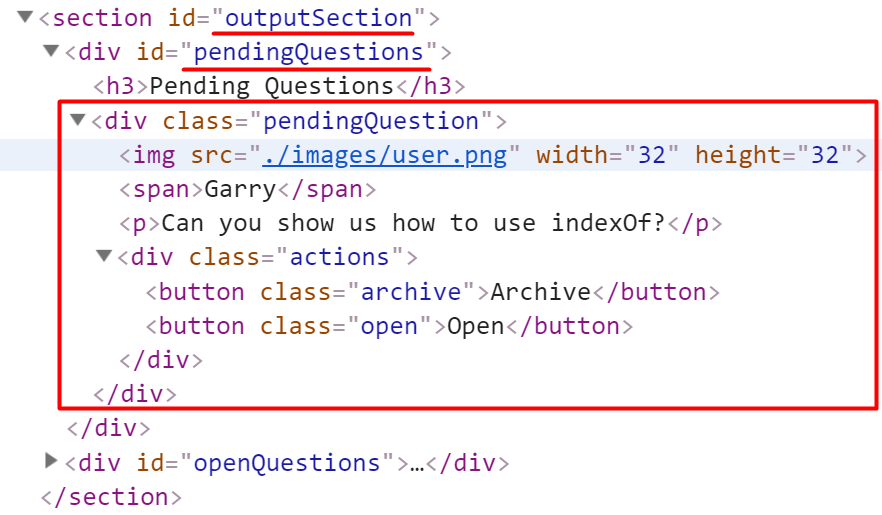 ▼<section id="outputSection">
▼<div id="pendingQuestions">
<h3>Pending Questions</h3>
▼<div class="pendingQuestion">
<img src="./images/user.png" width="32" height="32">
<span>Garry</span>
<p>Can you show us how to use indexOf?</p>
▼<div class="actions">
<button class="archive">Archive</button>
<button class="open">Open</button>
</div>
</div>
</div>
▶<div id="openQuestions">…</div>
</section>